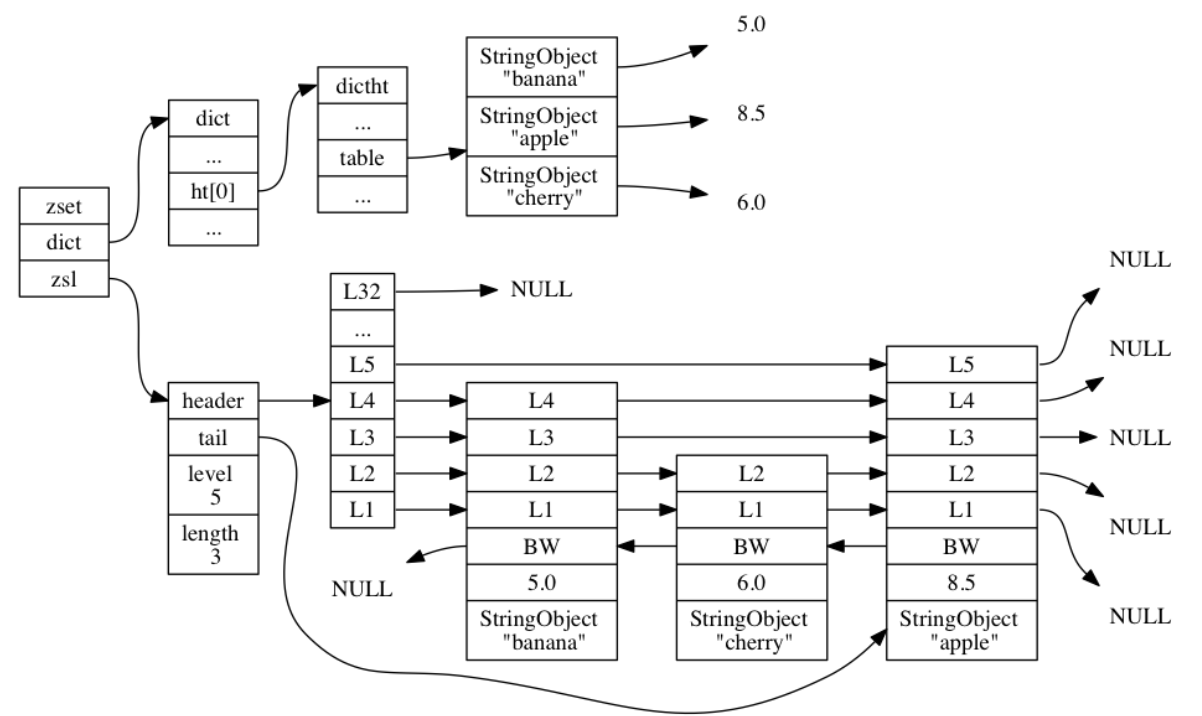 zset
dict
zsl
dict
...
ht[0]
...
dictht
...
table
...
StringObject
"banana"
StringObject
"apple"
StringObject
"cherry"
5.0
8.5
6.0
header
tail
level
5
length
3
L32
...
L5
L4
L3
L2
L1
NULL
NULL
L4
L3
L2
L1
BW
5.0
StringObject
"banana"
L2
L1
BW
6.0
StringObject
"cherry"
L5
L4
L3
L2
L1
BW
8.5
StringObject
"apple"
NULL
NULL
NULL
NULL
NULL